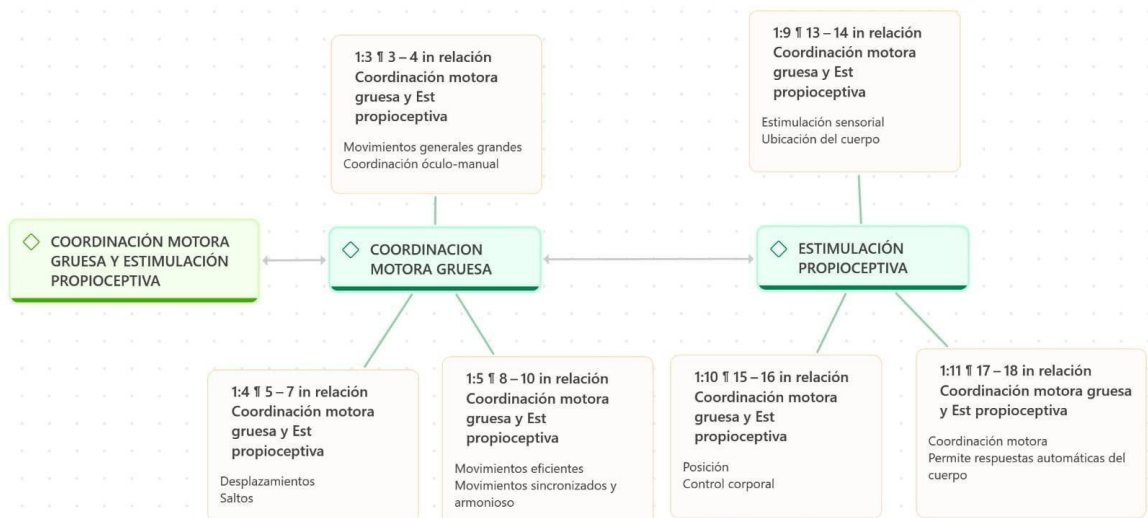 1:3 ¶ 3 – 4 in relación
Coordinación motora
gruesa y Est
propioceptiva
Movimientos generales grandes
Coordinación óculo-manual
1:9 ¶ 13 – 14 in relación
Coordinación motora
gruesa y Est
propioceptiva
Estimulación sensorial
Ubicación del cuerpo
COORDINACIÓN MOTORA
GRUESA Y ESTIMULACIÓN
PROPIOCEPTIVA
COORDINACION
MOTORA GRUESA
ESTIMULACIÓN
PROPIOCEPTIVA
1:4 ¶ 5 – 7 in relación
Coordinación motora
gruesa y Est
propioceptiva
Desplazamientos
Saltos
1:5 ¶ 8 – 10 in relación
Coordinación motora
gruesa y Est
propioceptiva
Movimientos eficientes
Movimientos sincronizados y
armonioso
1:10 ¶ 15 – 16 in relación
Coordinación motora
gruesa y Est
propioceptiva
Posición
Control corporal
1:11 ¶ 17 – 18 in relación
Coordinación motora gruesa
y Est propioceptiva
Coordinación motora
Permite respuestas automáticas del
cuerpo